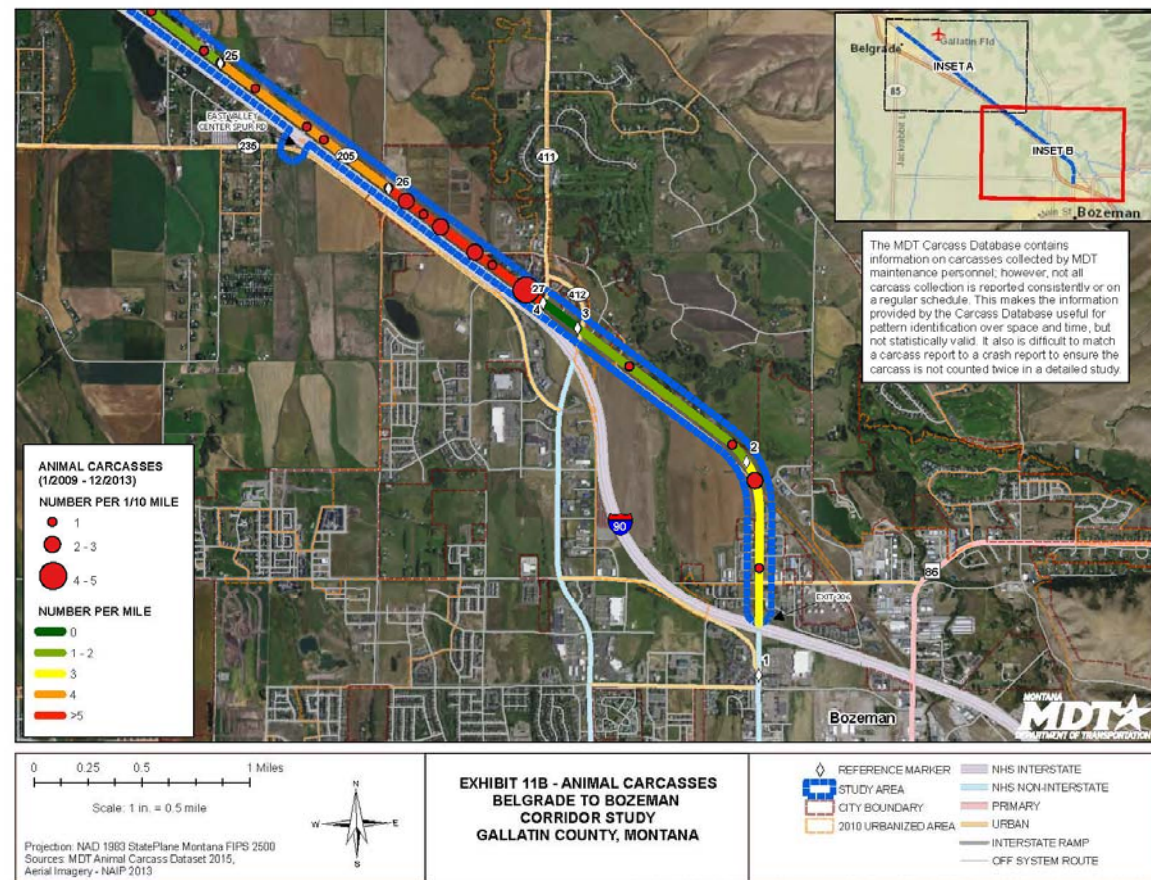 25
EAST VALLEY
CENTER SPUR RD
235
205
411
26
27
412
4
3
2
90
86
EXIT 306
1
Bozeman
Gallatin Fld
Belgrade
INSET A
85
Jackrabbit Ln
INSET B
Main St
Bozeman
The MDT Carcass Database contains
information on carcasses collected by MDT
maintenance personnel; however, not all
carcass collection is reported consistently or on
a regular schedule. This makes the information
provided by the Carcass Database useful for
pattern identification over space and time, but
not statistically valid. It also is difficult to match
a carcass report to a crash report to ensure the
carcass is not counted twice in a detailed study.
ANIMAL CARCASSES
(1/2009 - 12/2013)
NUMBER PER 1/10 MILE
1
2 - 3
4 - 5
NUMBER PER MILE
0
1 - 2
3
4
>5
MONTANA
MDT
DEPARTMENT OF TRANSPORTATION
0 0.25 0.5 1 Miles
Scale: 1 in. = 0.5 mile
N
W E
S
Projection: NAD 1983 StatePlane Montana FIPS 2500
Sources: MDT Animal Carcass Dataset 2015,
Aerial Imagery - NAIP 2013
EXHIBIT 11B - ANIMAL CARCASSES
BELGRADE TO BOZEMAN
CORRIDOR STUDY
GALLATIN COUNTY, MONTANA
REFERENCE MARKER
STUDY AREA
CITY BOUNDARY
2010 URBANIZED AREA
NHS INTERSTATE
NHS NON-INTERSTATE
PRIMARY
URBAN
INTERSTATE RAMP
OFF SYSTEM ROUTE